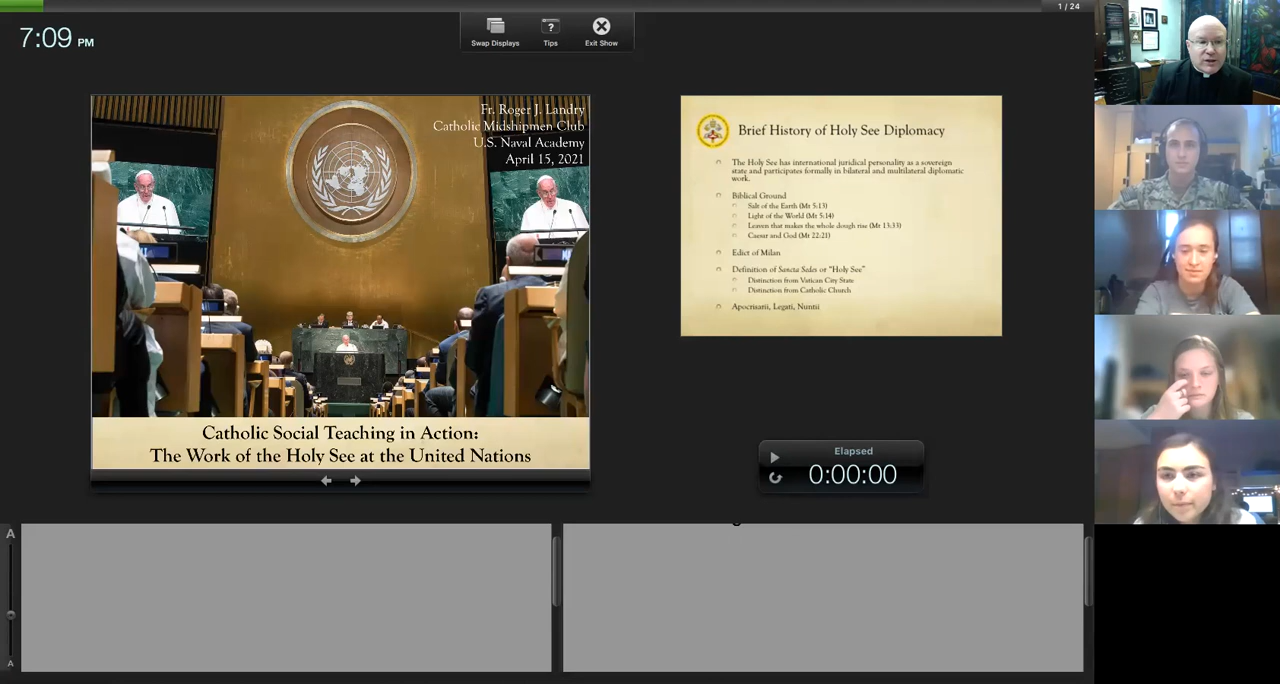 1 / 24
7:09 PM
Swap Displays
?
Tips
Exit Show
Fr. Roger J. Landry
Catholic Midshipmen Club
U.S. Naval Academy
April 15, 2021
Catholic Social Teaching in Action:
The Work of the Holy See at the United Nations
Brief History of Holy See Diplomacy
The Holy See has international juridical personality as a sovereign
state and participates formally in bilateral and multilateral diplomatic
work.
Biblical Ground
Salt of the Earth (Mt 5:13)
Light of the World (Mt 5:14)
Leaven that makes the whole dough rise (Mt 13:33)
Caesar and God (Mt 22:21)
Edict of Milan
Definition of Sancta Sedes or “Holy See”
Distinction from Vatican City State
Distinction from Catholic Church
Apocrisarii, Legati, Nuntii
Elapsed
0:00:00
A
A